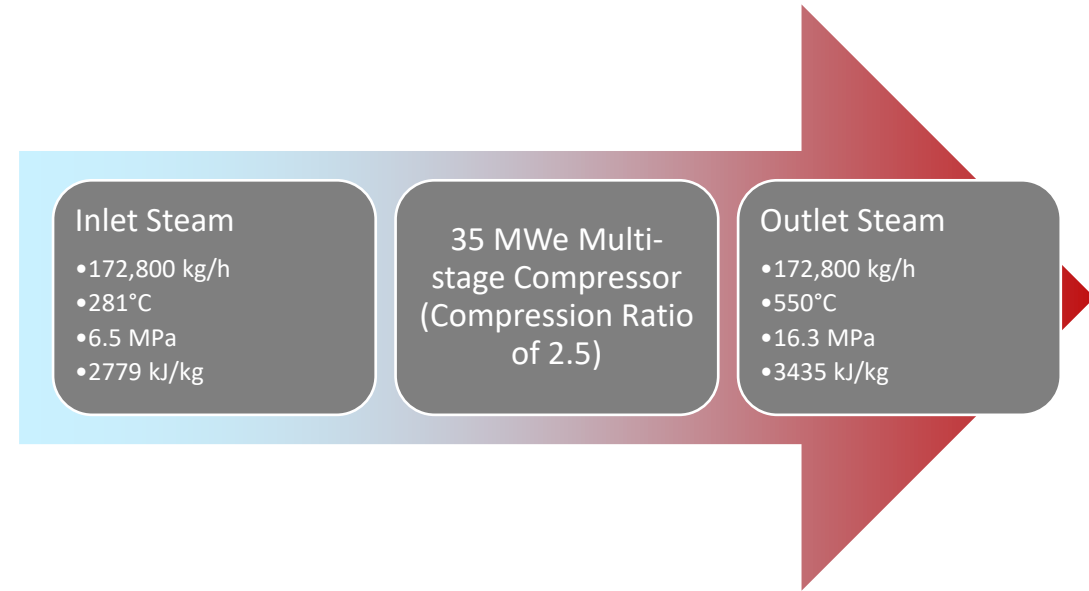 Inlet Steam
•172,800 kg/h
•281°C
•6.5 MPa
•2779 kJ/kg
35 MWe Multi-
stage Compressor
(Compression Ratio
of 2.5)
Outlet Steam
•172,800 kg/h
•550°C
•16.3 MPa
•3435 kJ/kg